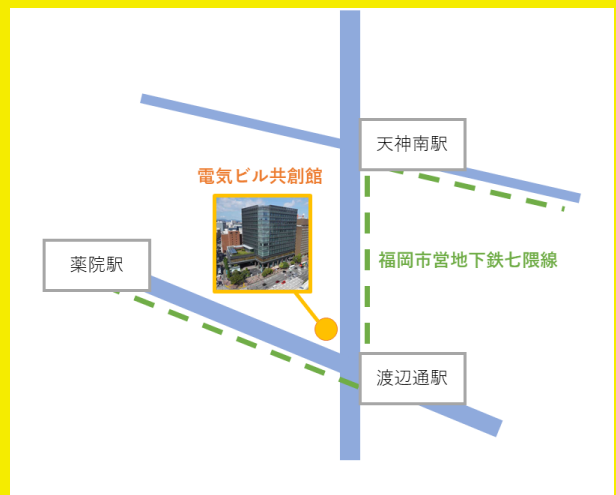 天神南駅
電気ビル共創館
薬院駅
福岡市営地下鉄七隈線
渡辺通駅